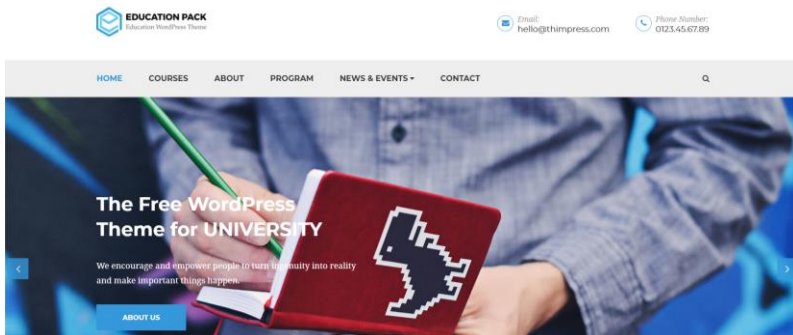 EDUCATION PACK
Education WordPress Theme
Email:
hello@thimpress.com
Phone Number:
0123.45.67.89
HOME COURSES ABOUT PROGRAM NEWS & EVENTS CONTACT
The Free WordPress
Theme for UNIVERSITY
We encourage and empower people to turn ingenuity into reality
and make important things happen.
ABOUT US